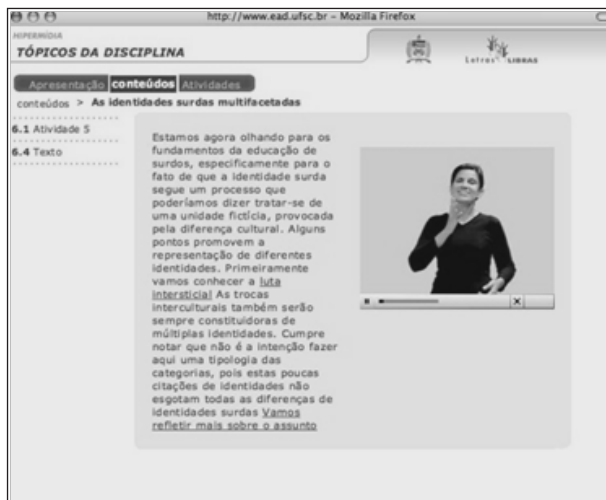 http://www.ead.ufsc.br – Mozilla Firefox
HIPERMÍDIA
TÓPICOS DA DISCIPLINA
Letras LIBRAS
Apresentação conteúdos Atividades
conteúdos > As identidades surdas multifacetadas
6.1 Atividade 5
6.4 Texto
Estamos agora olhando para os
fundamentos da educação de
surdos, especificamente para o
fato de que a identidade surda
segue um processo que
poderíamos dizer tratar-se de
uma unidade fictícia, provocada
pela diferença cultural. Alguns
pontos promovem a
representação de diferentes
identidades. Primeiramente
vamos conhecer a luta
intersticial As trocas
interculturais também serão
sempre constituidoras de
múltiplas identidades. Cumpre
notar que não é a intenção fazer
aqui uma tipologia das
categorias, pois estas poucas
citações de identidades não
esgotam todas as diferenças de
identidades surdas Vamos
refletir mais sobre o assunto